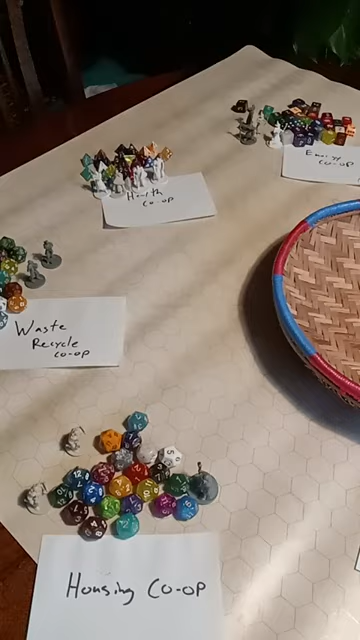 Energy
co-op
Health
co-op
Waste
Recycle
co-op
Housing Co-op